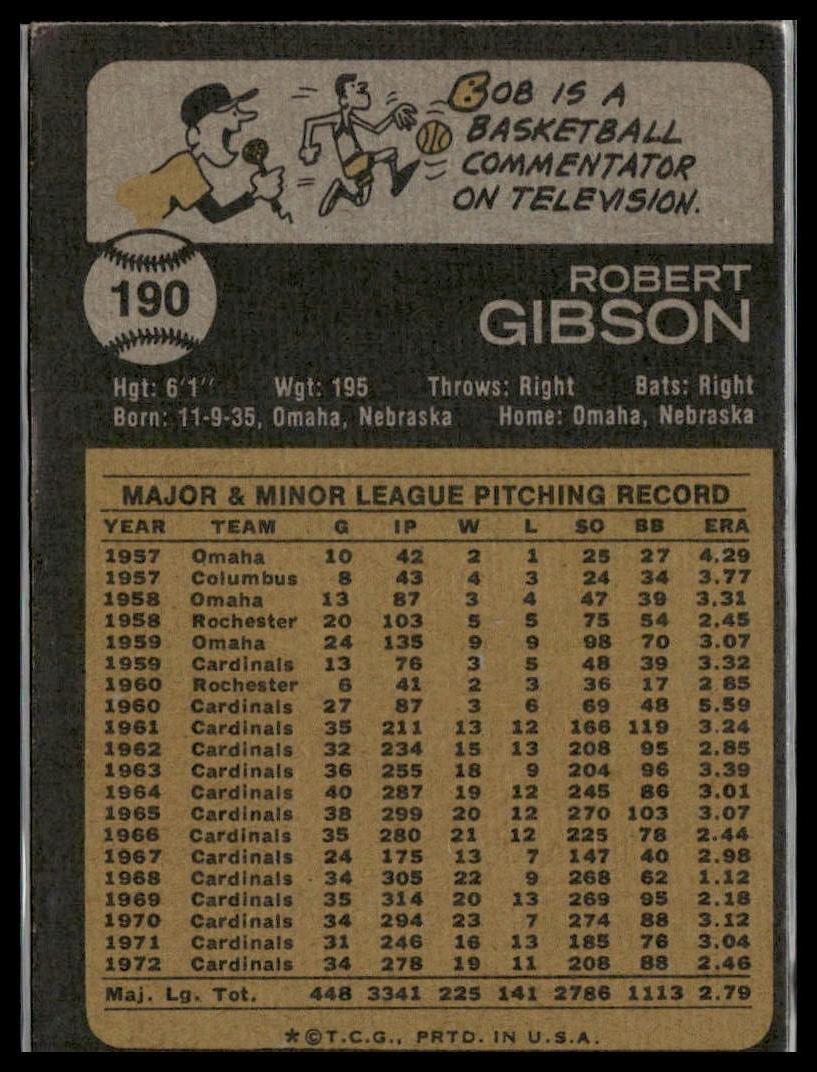 BOB IS A
BASKETBALL
COMMENTATOR
ON TELEVISION.
190
ROBERT
GIBSON
Hgt: 6'1" Wgt: 195 Throws: Right Bats: Right
Born: 11-9-35, Omaha, Nebraska Home: Omaha, Nebraska
MAJOR & MINOR LEAGUE PITCHING RECORD
YEAR TEAM G IP W L SO BB ERA
1957 Omaha 10 42 2 1 25 27 4.29
1957 Columbus 8 43 4 3 24 34 3.77
1958 Omaha 13 87 3 4 47 39 3.31
1958 Rochester 20 103 5 5 75 54 2.45
1959 Omaha 24 135 9 9 98 70 3.07
1959 Cardinals 13 76 3 5 48 39 3.32
1960 Rochester 6 41 2 3 36 17 2.85
1960 Cardinals 27 87 3 6 69 48 5.59
1961 Cardinals 35 211 13 12 166 119 3.24
1962 Cardinals 32 234 15 13 208 95 2.85
1963 Cardinals 36 255 18 9 204 96 3.39
1964 Cardinals 40 287 19 12 245 86 3.01
1965 Cardinals 38 299 20 12 270 103 3.07
1966 Cardinals 35 280 21 12 225 78 2.44
1967 Cardinals 24 175 13 7 147 40 2.98
1968 Cardinals 34 305 22 9 268 62 1.12
1969 Cardinals 35 314 20 13 269 95 2.18
1970 Cardinals 34 294 23 7 274 88 3.12
1971 Cardinals 31 246 16 13 185 76 3.04
1972 Cardinals 34 278 19 11 208 88 2.46
Maj. Lg. Tot. 448 3341 225 141 2786 1113 2.79
*©T.C.G., PRTD. IN U.S.A.